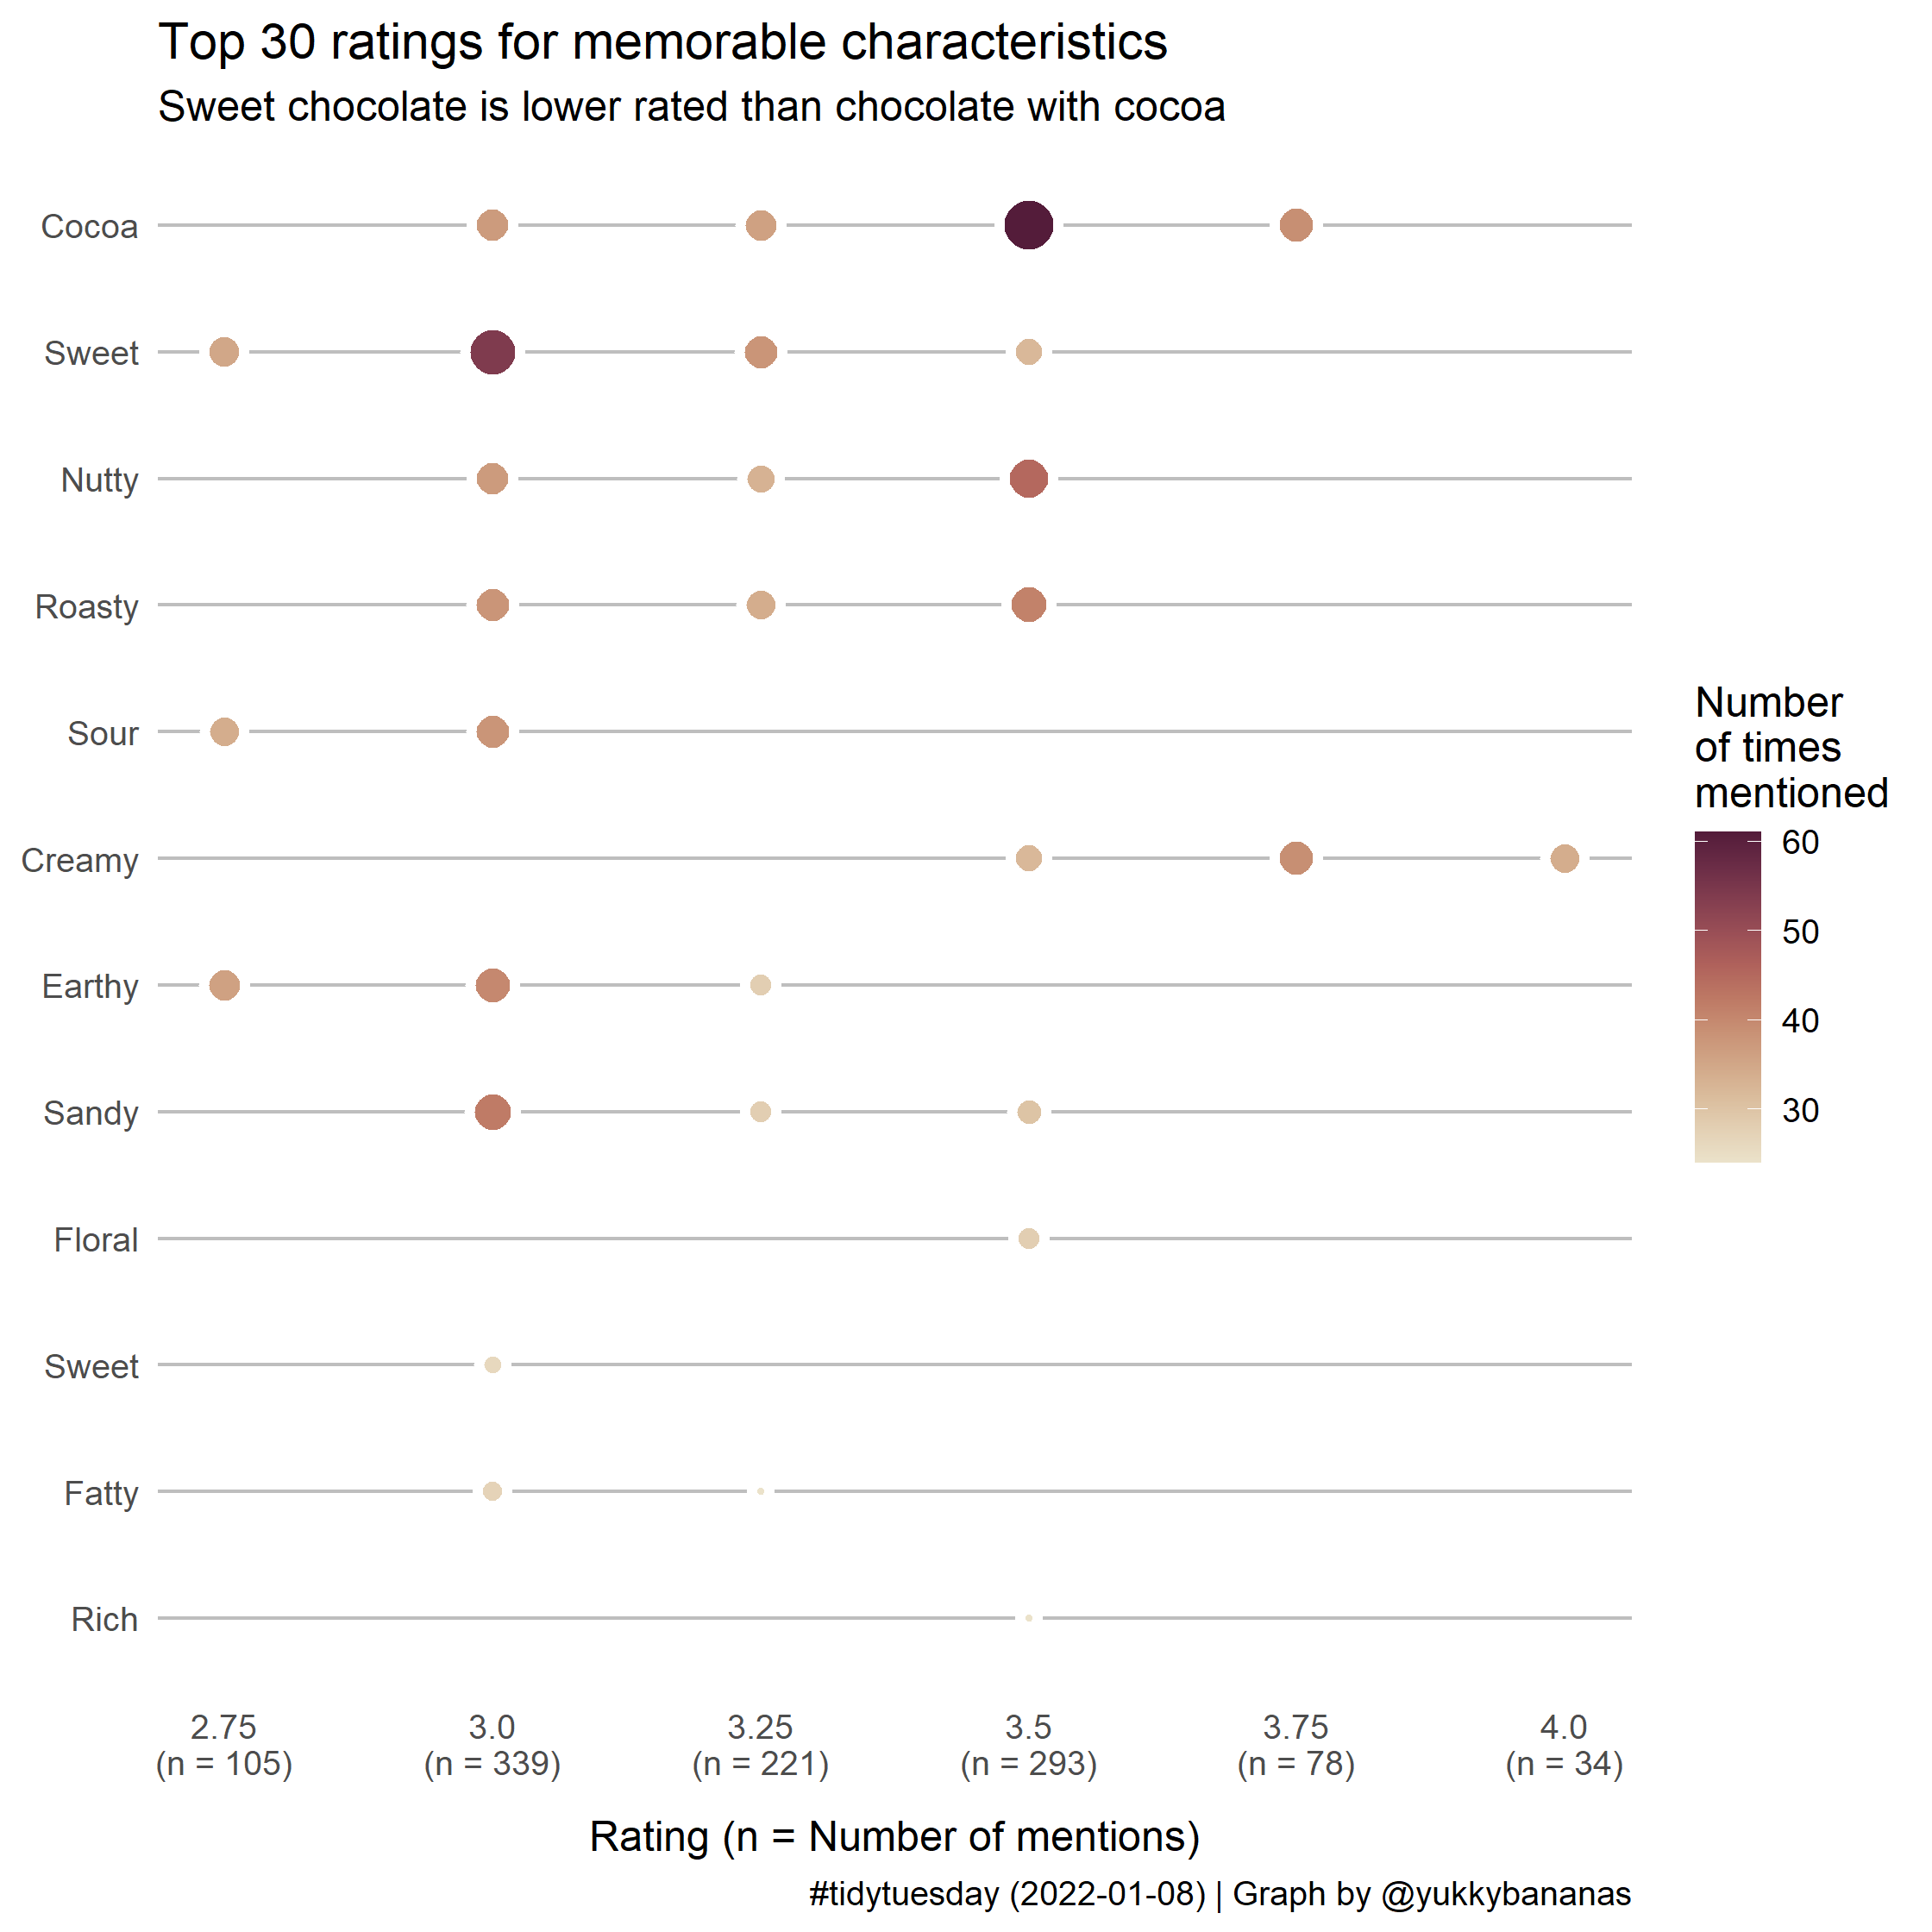 Top 30 ratings for memorable characteristics
Sweet chocolate is lower rated than chocolate with cocoa
Cocoa
Sweet
Nutty
Roasty
Sour
Creamy
Earthy
Sandy
Floral
Sweet
Fatty
Rich
2.75 3.0 3.25 3.5 3.75 4.0
(n = 105) (n = 339) (n = 221) (n = 293) (n = 78) (n = 34)
Rating (n = Number of mentions)
Number
of times
mentioned
60
50
40
30
#tidytuesday (2022-01-08) | Graph by @yukkybananas